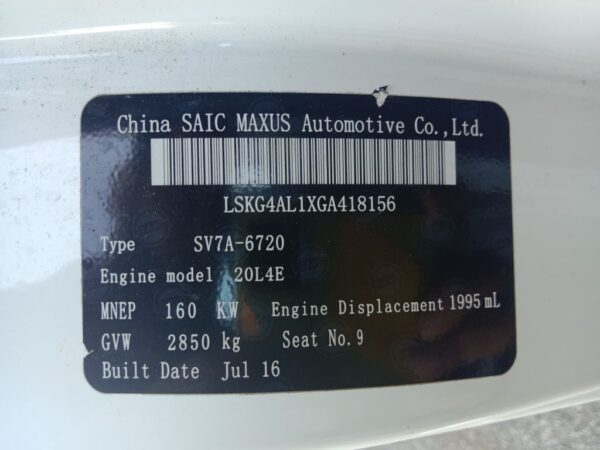 China SAIC MAXUS Automotive Co.,Ltd.
LSKG4AL1XGA418156
Type SV7A-6720
Engine model 20L4E
MNEP 160 KW Engine Displacement 1995 mL
GVW 2850 kg Seat No.9
Built Date Jul 16